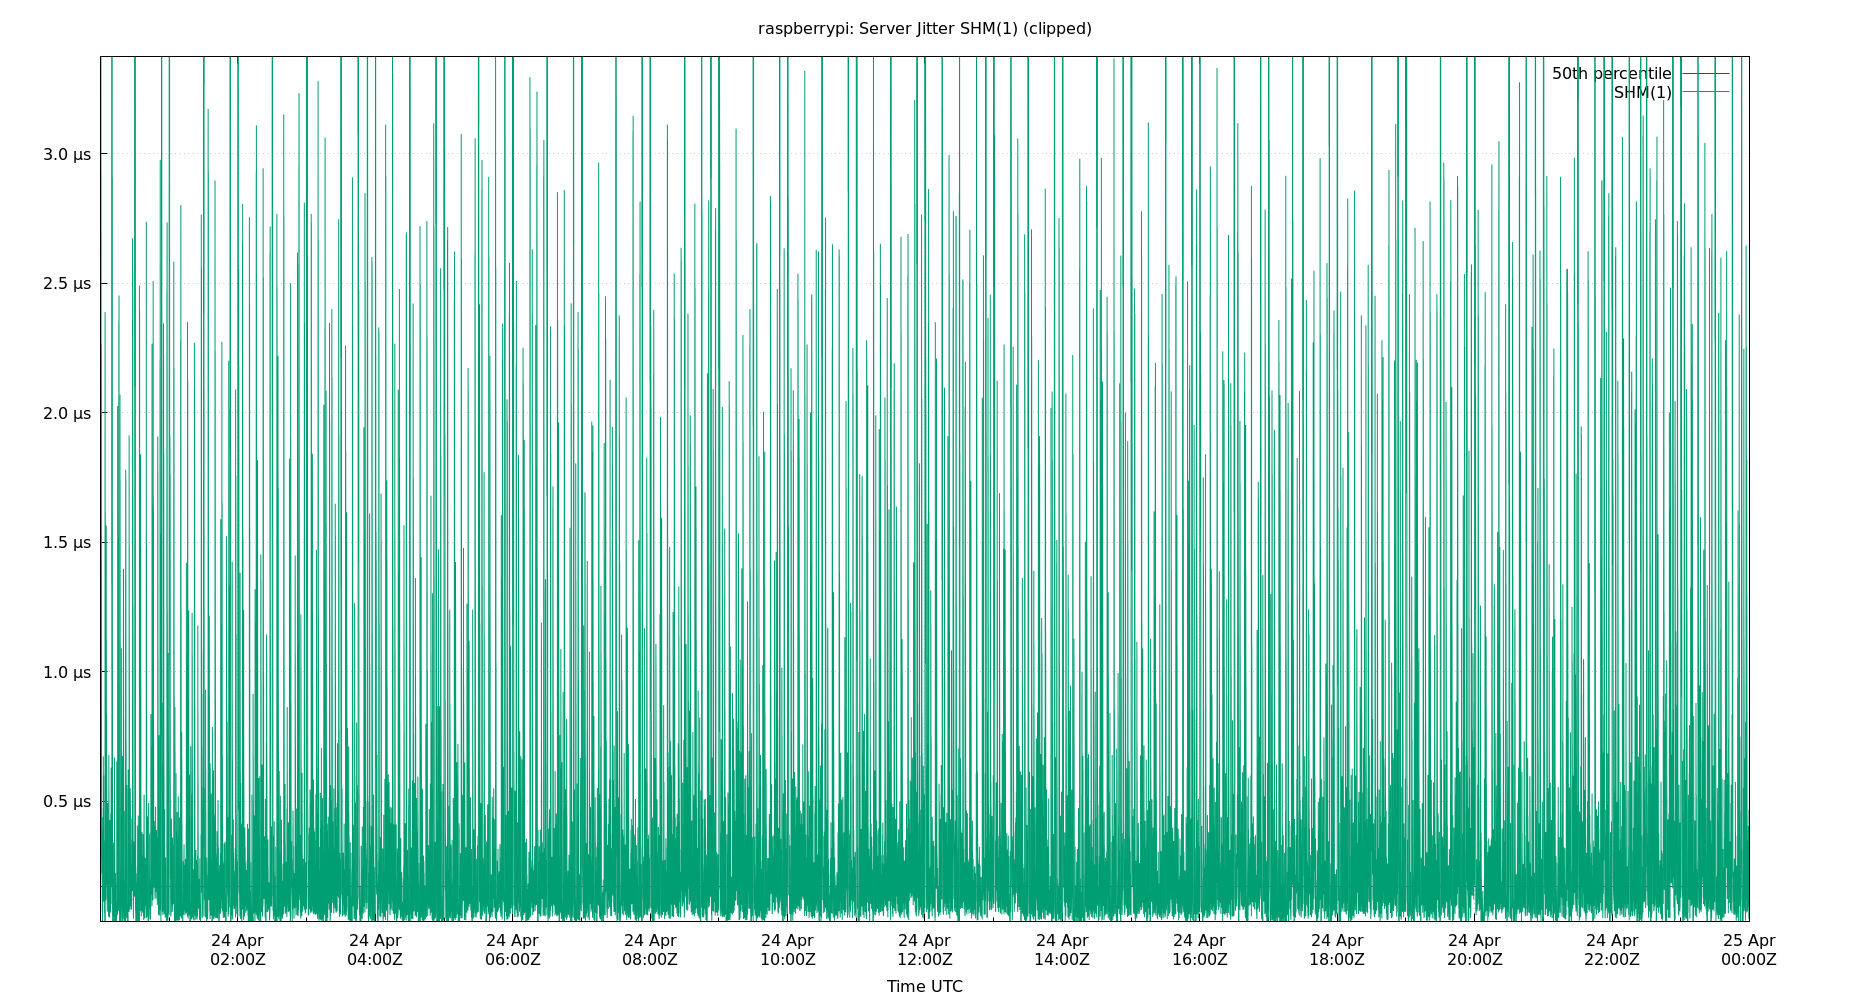 raspberrypi: Server Jitter SHM(1) (clipped)
50th percentile
SHM(1)
3.0 µs
2.5 µs
2.0 µs
1.5 µs
1.0 µs
0.5 µs
24 Apr 24 Apr 24 Apr 24 Apr 24 Apr 24 Apr 24 Apr 24 Apr 24 Apr 24 Apr 24 Apr 25 Apr
02:00Z 04:00Z 06:00Z 08:00Z 10:00Z 12:00Z 14:00Z 16:00Z 18:00Z 20:00Z 22:00Z 00:00Z
Time UTC